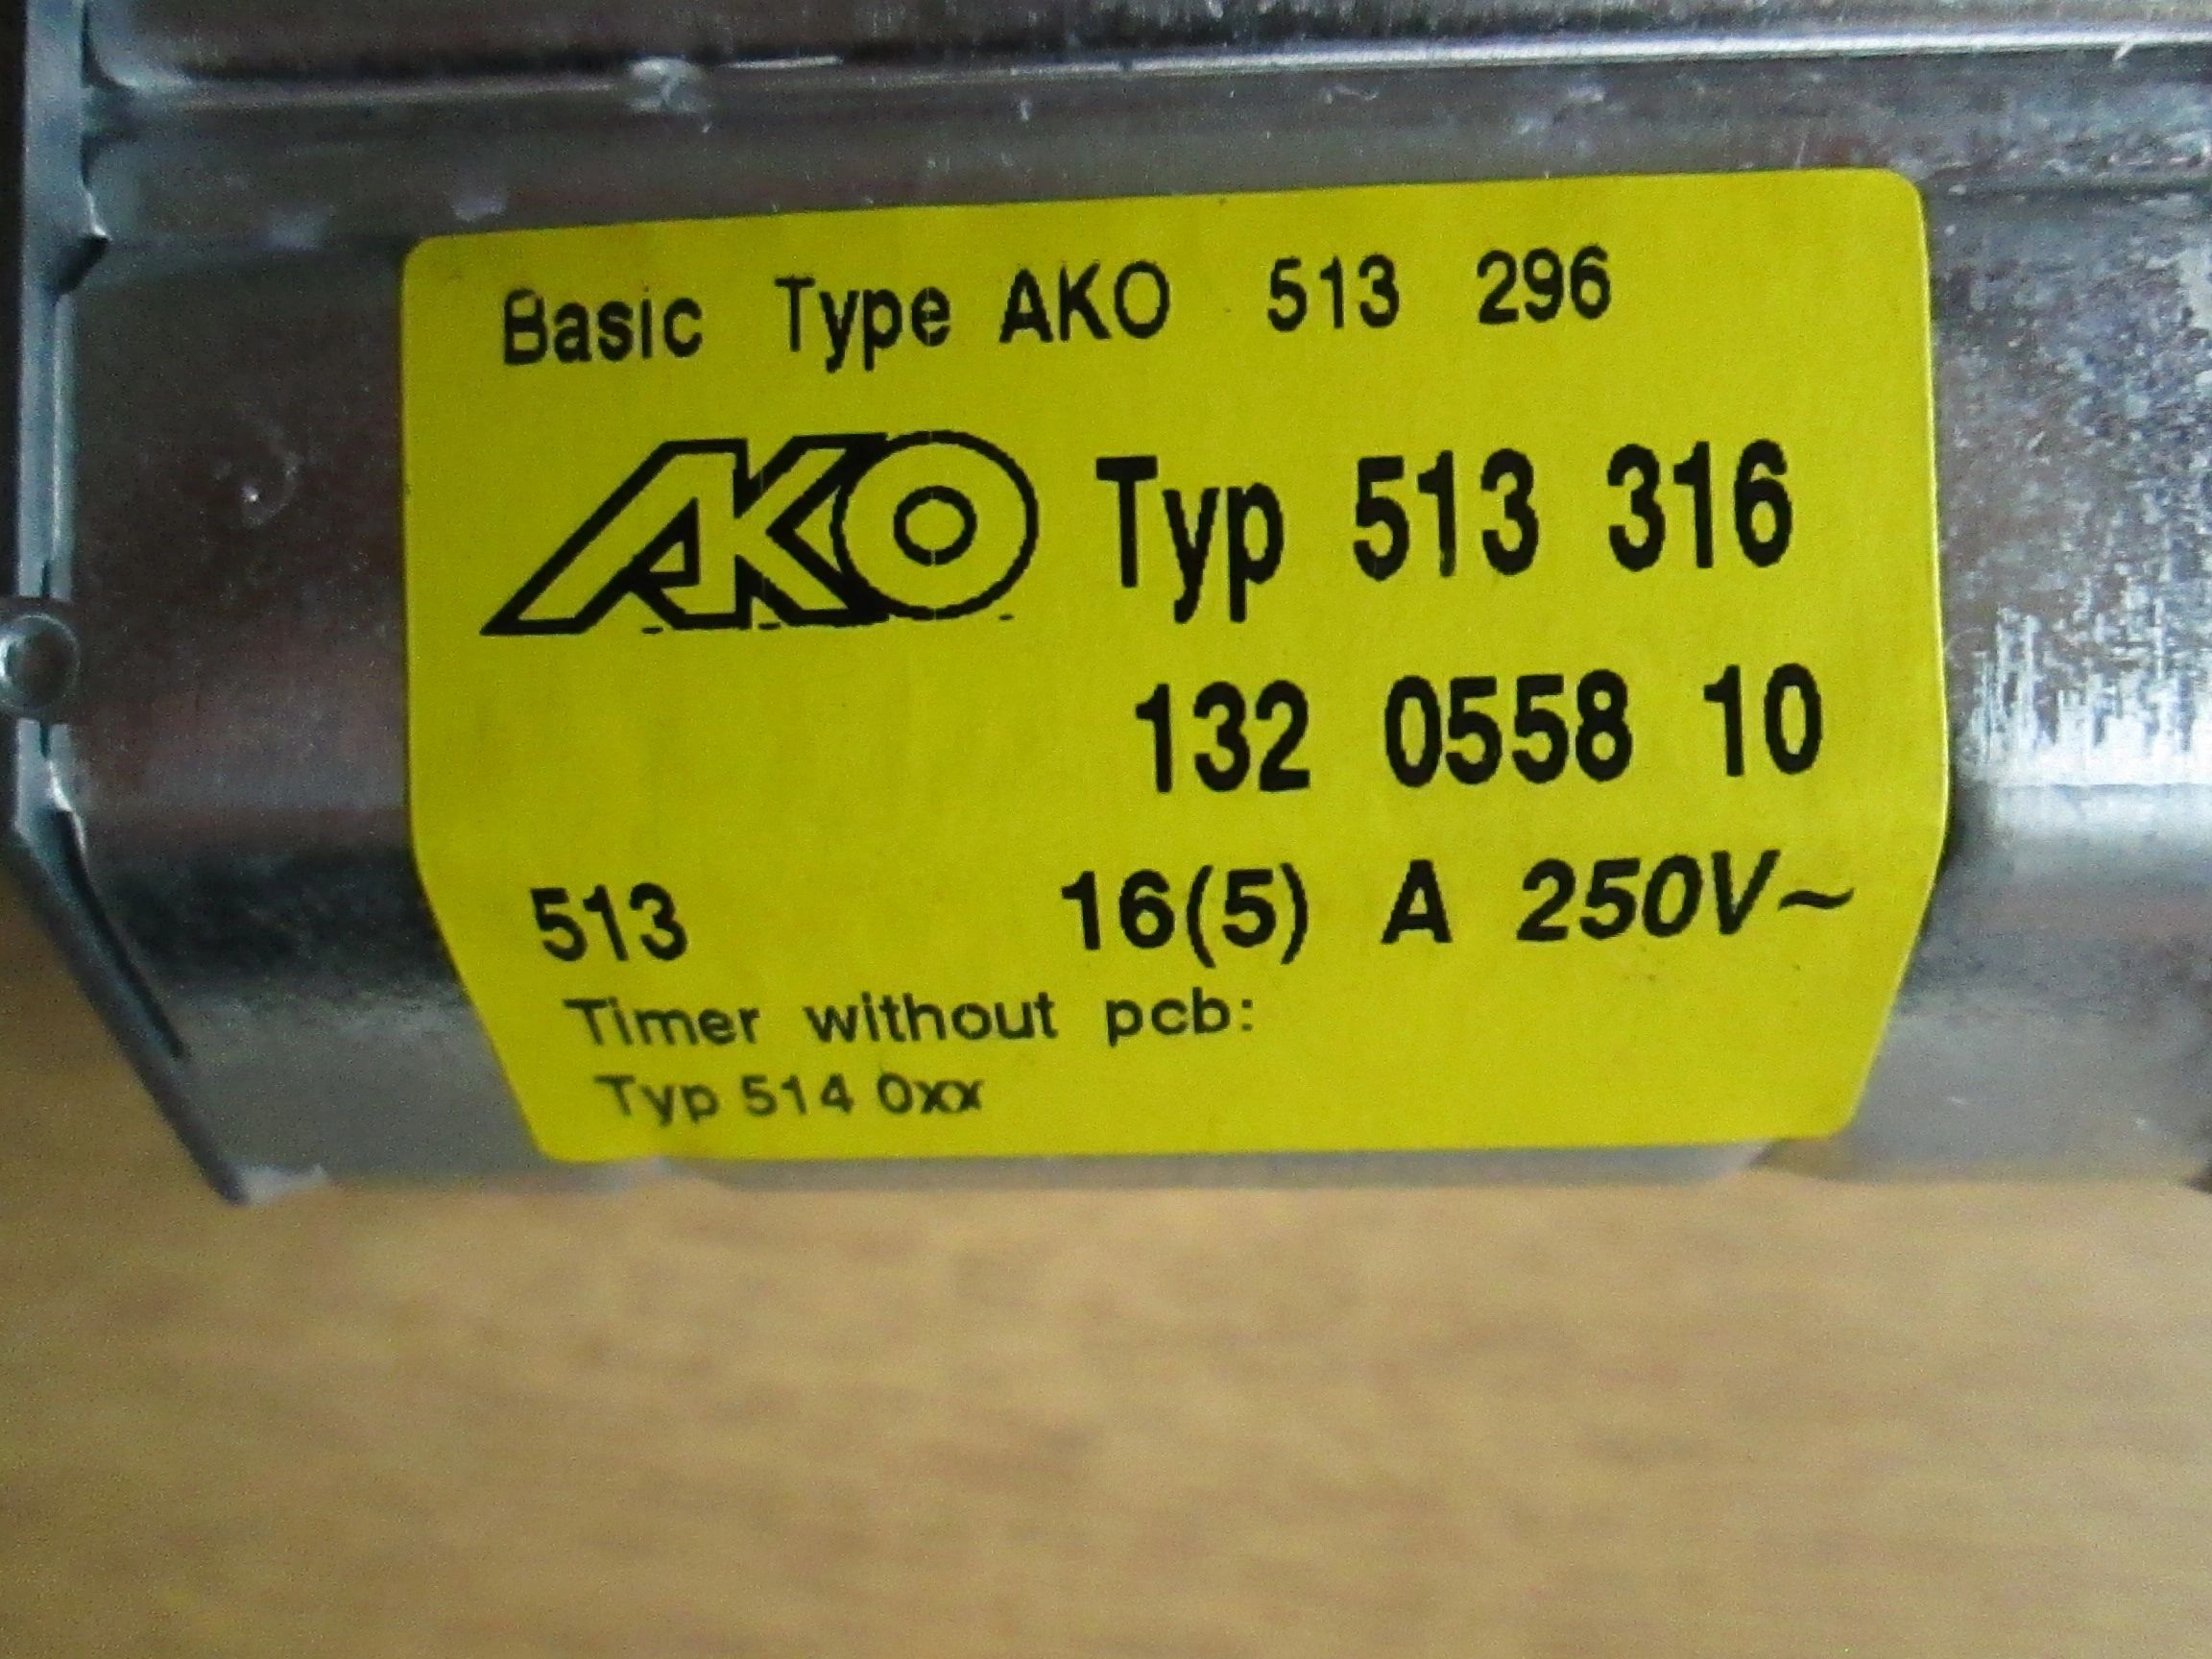 Basic Type AKO 513 296
AKO Typ 513 316
132 0558 10
513 16(5) A 250V~
Timer without pcb:
Typ 514 0xx